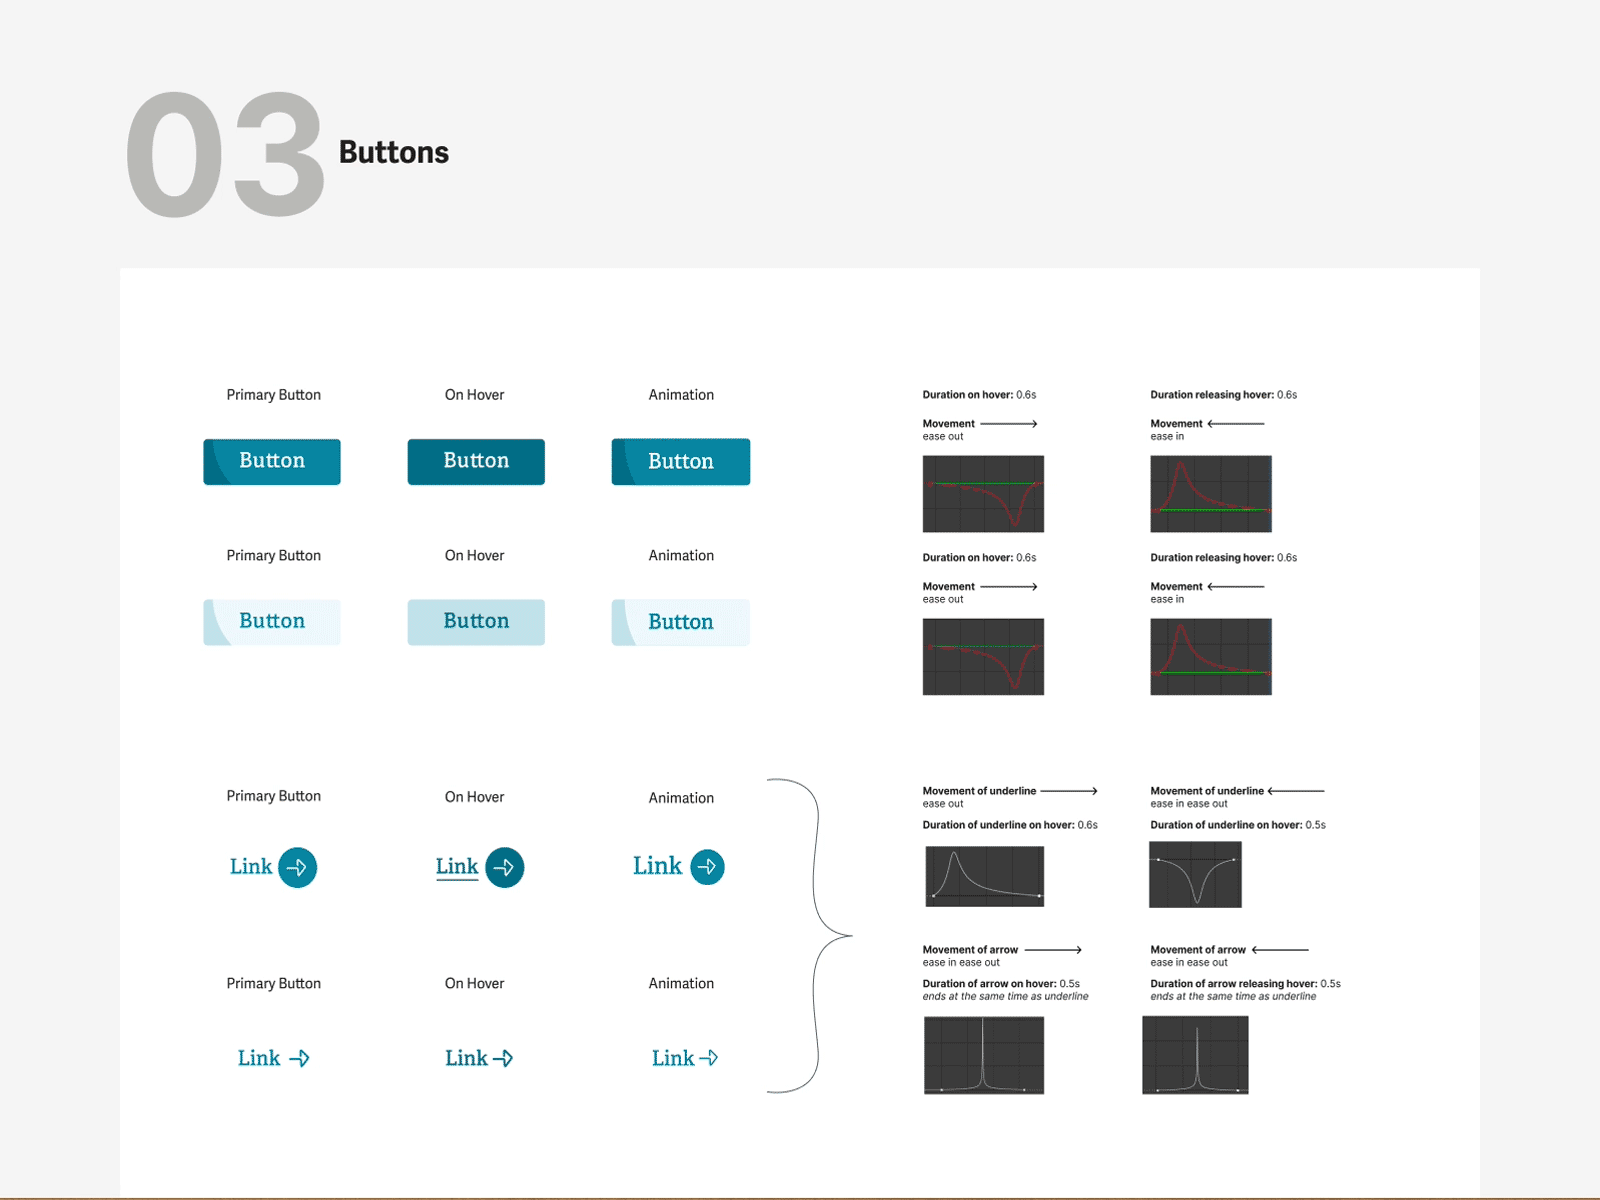 03
Buttons
Primary Button
On Hover
Animation
Button
Button
Button
Primary Button
On Hover
Animation
Button
Button
Button
Duration on hover: 0.6s
Duration releasing hover: 0.6s
Movement
ease out
Movement
ease in
Duration on hover: 0.6s
Duration releasing hover: 0.6s
Movement
ease out
Movement
ease in
Primary Button
On Hover
Animation
Link
Link
Link
Primary Button
On Hover
Animation
Link
Link
Link
Movement of underline
ease out
Duration of underline on hover: 0.6s
Movement of underline
ease in ease out
Duration of underline on hover: 0.5s
Movement of arrow
ease in ease out
Duration of arrow on hover: 0.5s
ends at the same time as underline
Movement of arrow
ease in ease out
Duration of arrow releasing hover: 0.5s
ends at the same time as underline